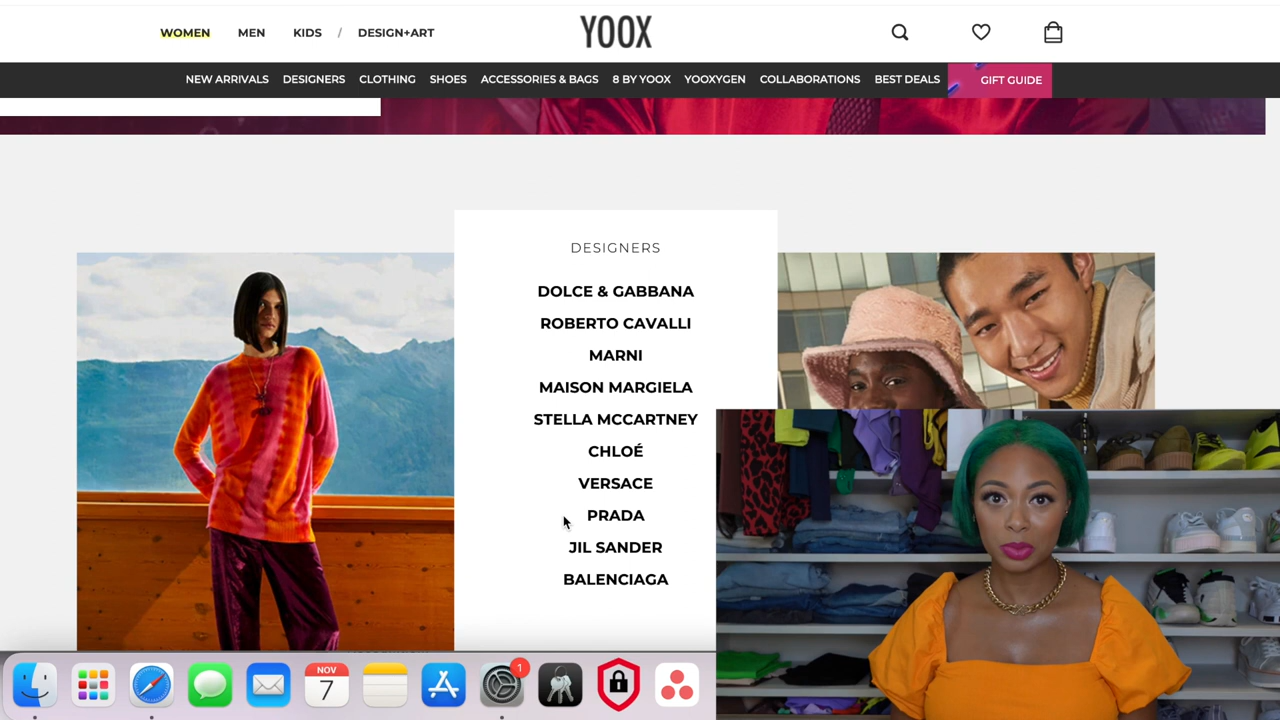 WOMEN MEN KIDS / DESIGN+ART YOOX
NEW ARRIVALS DESIGNERS CLOTHING SHOES ACCESSORIES & BAGS 8 BY YOOX YOOXYGEN COLLABORATIONS BEST DEALS GIFT GUIDE
DESIGNERS
DOLCE & GABBANA
ROBERTO CAVALLI
MARNI
MAISON MARGIELA
STELLA MCCARTNEY
CHLOÉ
VERSACE
PRADA
JIL SANDER
BALENCIAGA
NOV
7
1